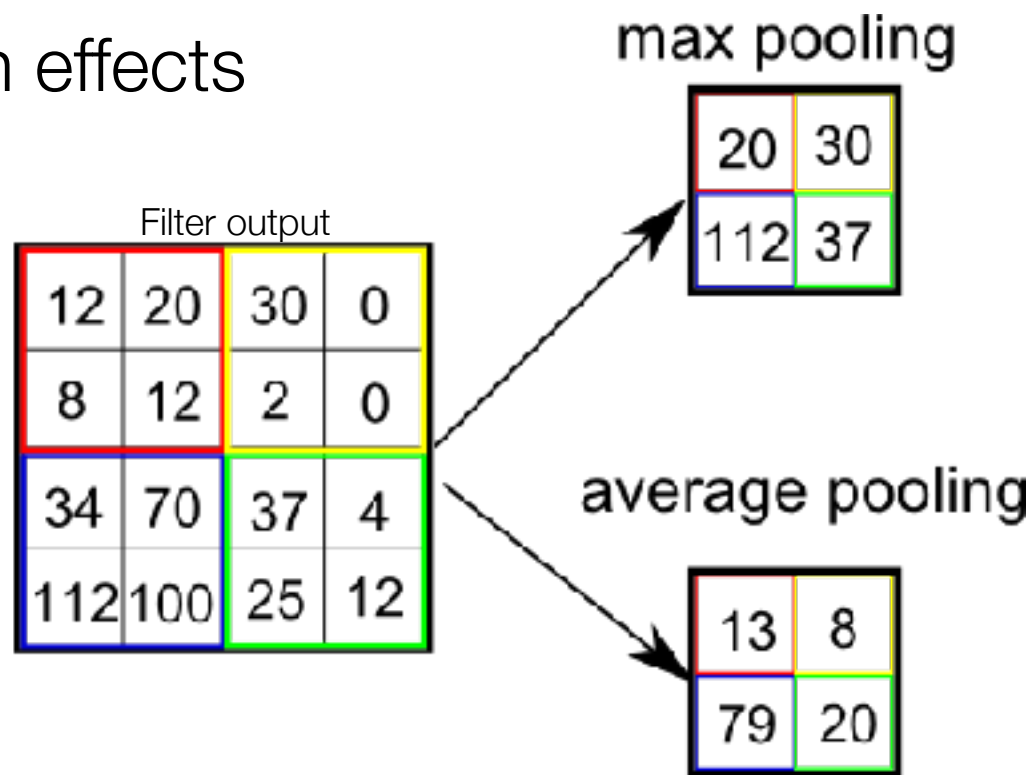 n effects
max pooling
20 30
112 37
Filter output
12 20 30 0
8 12 2 0
34 70 37 4
112 100 25 12
average pooling
13 8
79 20